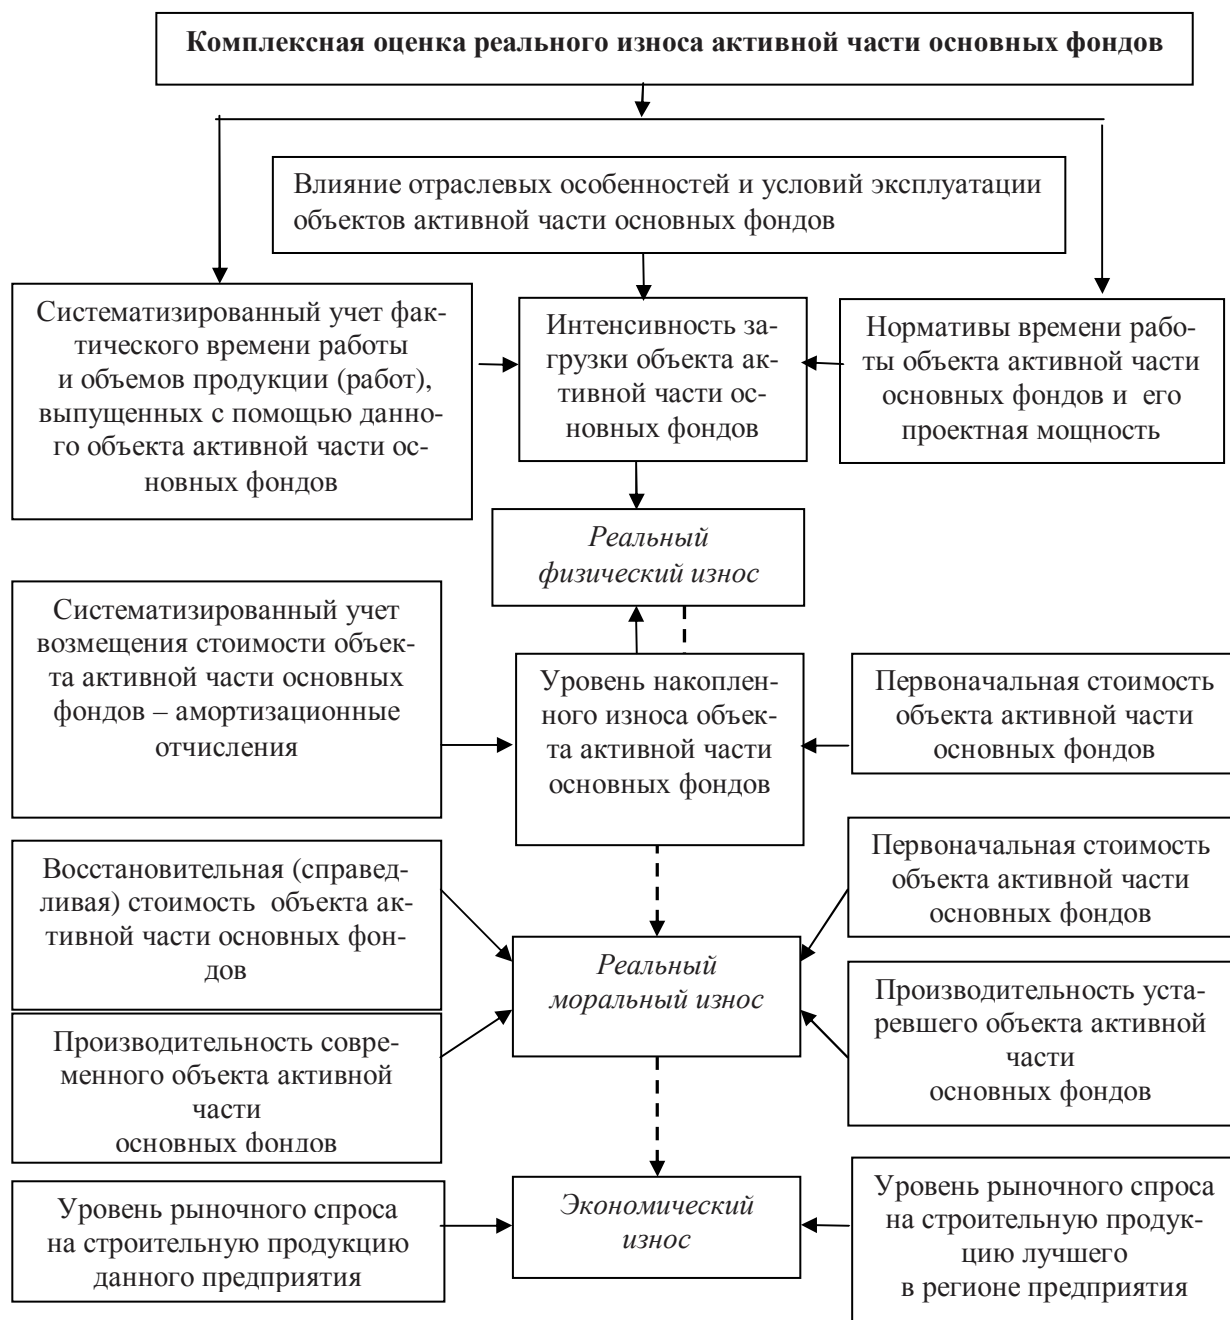 Комплексная оценка реального износа активной части основных фондов
Влияние отраслевых особенностей и условий эксплуатации
объектов активной части основных фондов
Систематизированный учет фак-
тического времени работы
и объемов продукции (работ),
выпущенных с помощью данно-
го объекта активной части ос-
новных фондов
Интенсивность за-
грузки объекта ак-
тивной части ос-
новных фондов
Нормативы времени рабо-
ты объекта активной части
основных фондов и его
проектная мощность
Реальный
физический износ
Систематизированный учет
возмещения стоимости объек-
та активной части основных
фондов – амортизационные
отчисления
Уровень накоплен-
ного износа объек-
та активной части
основных фондов
Первоначальная стоимость
объекта активной части
основных фондов
Восстановительная (справед-
ливая) стоимость объекта ак-
тивной части основных фон-
дов
Первоначальная стоимость
объекта активной части
основных фондов
Реальный
моральный износ
Производительность совре-
менного объекта активной
части
основных фондов
Производительность уста-
ревшего объекта активной
части
основных фондов
Уровень рыночного спроса
на строительную продукцию
данного предприятия
Экономический
износ
Уровень рыночного спроса
на строительную продук-
цию лучшего
в регионе предприятия